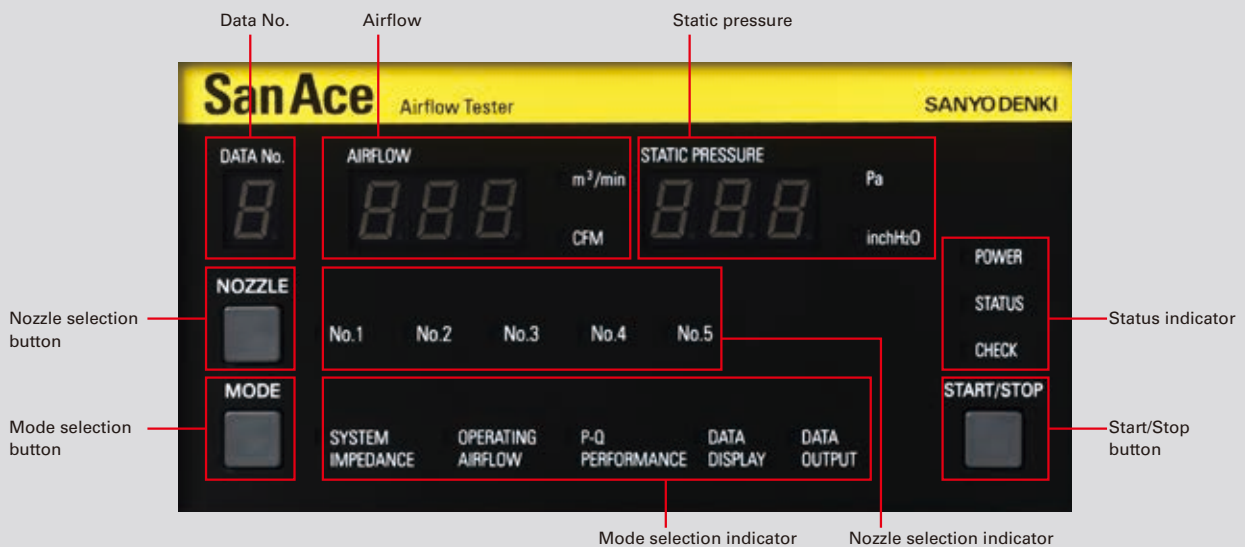 Data No.
Airflow
Static pressure
San Ace Airflow Tester
SANYO DENKI
DATA No.
AIRFLOW
STATIC PRESSURE
m³/min
Pa
CFM
inchH₂O
POWER
STATUS
CHECK
NOZZLE
No.1 No.2 No.3 No.4 No.5
MODE
START/STOP
SYSTEM
IMPEDANCE
OPERATING
AIRFLOW
P-Q
PERFORMANCE
DATA
DISPLAY
DATA
OUTPUT
Nozzle selection
button
Mode selection
button
Status indicator
Start/Stop
button
Mode selection indicator
Nozzle selection indicator